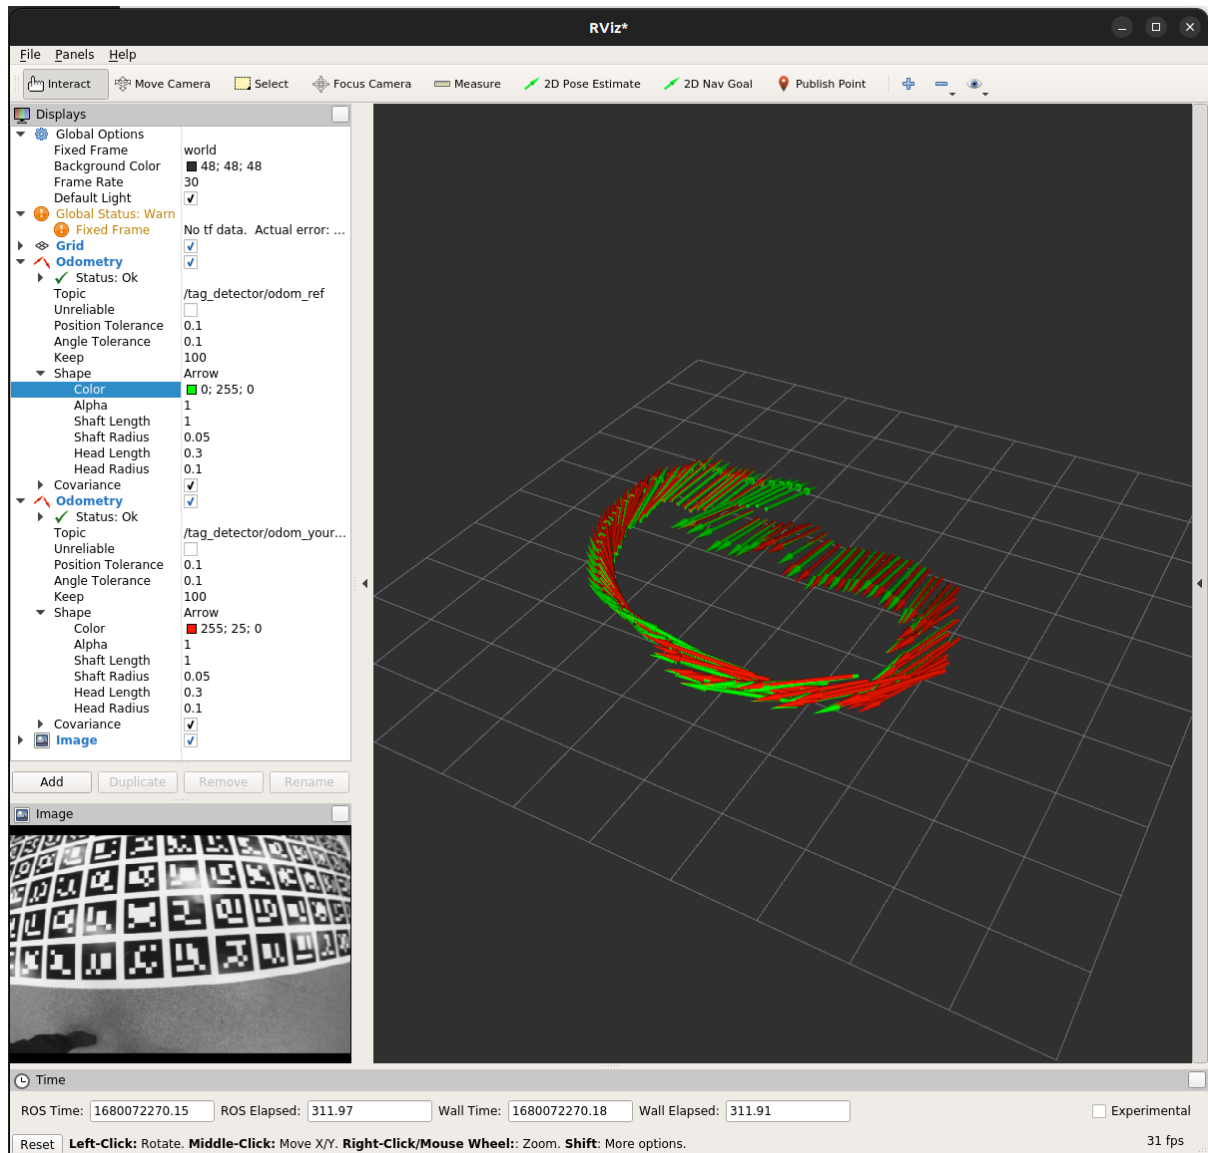 RViz*
File Panels Help
Interact Move Camera Select Focus Camera Measure 2D Pose Estimate 2D Nav Goal Publish Point
Displays
Global Options
Fixed Frame world
Background Color 48; 48; 48
Frame Rate 30
Default Light
Global Status: Warn
Fixed Frame No tf data. Actual error: ...
Grid
Odometry
Status: Ok
Topic /tag_detector/odom_ref
Unreliable
Position Tolerance 0.1
Angle Tolerance 0.1
Keep 100
Shape Arrow
Color 0; 255; 0
Alpha 1
Shaft Length 1
Shaft Radius 0.05
Head Length 0.3
Head Radius 0.1
Covariance
Odometry
Status: Ok
Topic /tag_detector/odom_your...
Unreliable
Position Tolerance 0.1
Angle Tolerance 0.1
Keep 100
Shape Arrow
Color 255; 25; 0
Alpha 1
Shaft Length 1
Shaft Radius 0.05
Head Length 0.3
Head Radius 0.1
Covariance
Image
Add Duplicate Remove Rename
Image
Time
ROS Time: 1680072270.15 ROS Elapsed: 311.97 Wall Time: 1680072270.18 Wall Elapsed: 311.91 Experimental
Reset Left-Click: Rotate. Middle-Click: Move X/Y. Right-Click/Mouse Wheel:: Zoom. Shift: More options. 31 fps